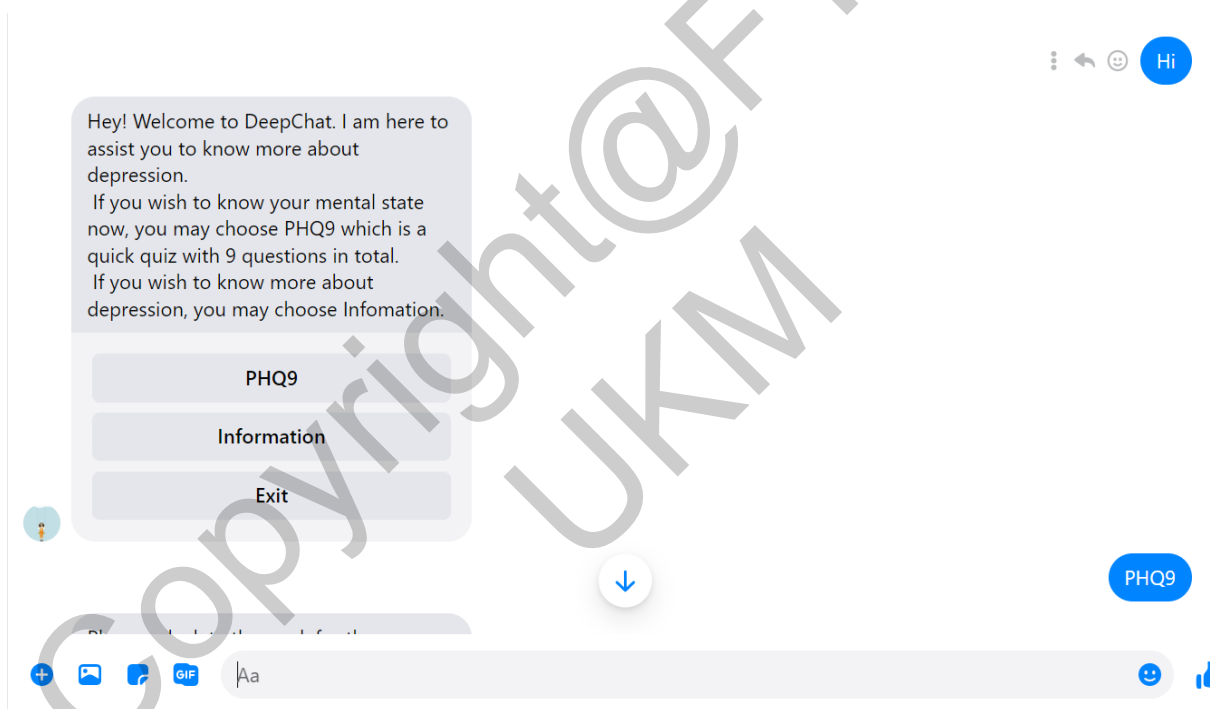 Hi
Hey! Welcome to DeepChat. I am here to
assist you to know more about
depression.
If you wish to know your mental state
now, you may choose PHQ9 which is a
quick quiz with 9 questions in total.
If you wish to know more about
depression, you may choose Infomation.
PHQ9
Information
Exit
PHQ9
GIF
Aa
Copyright@F
UKM